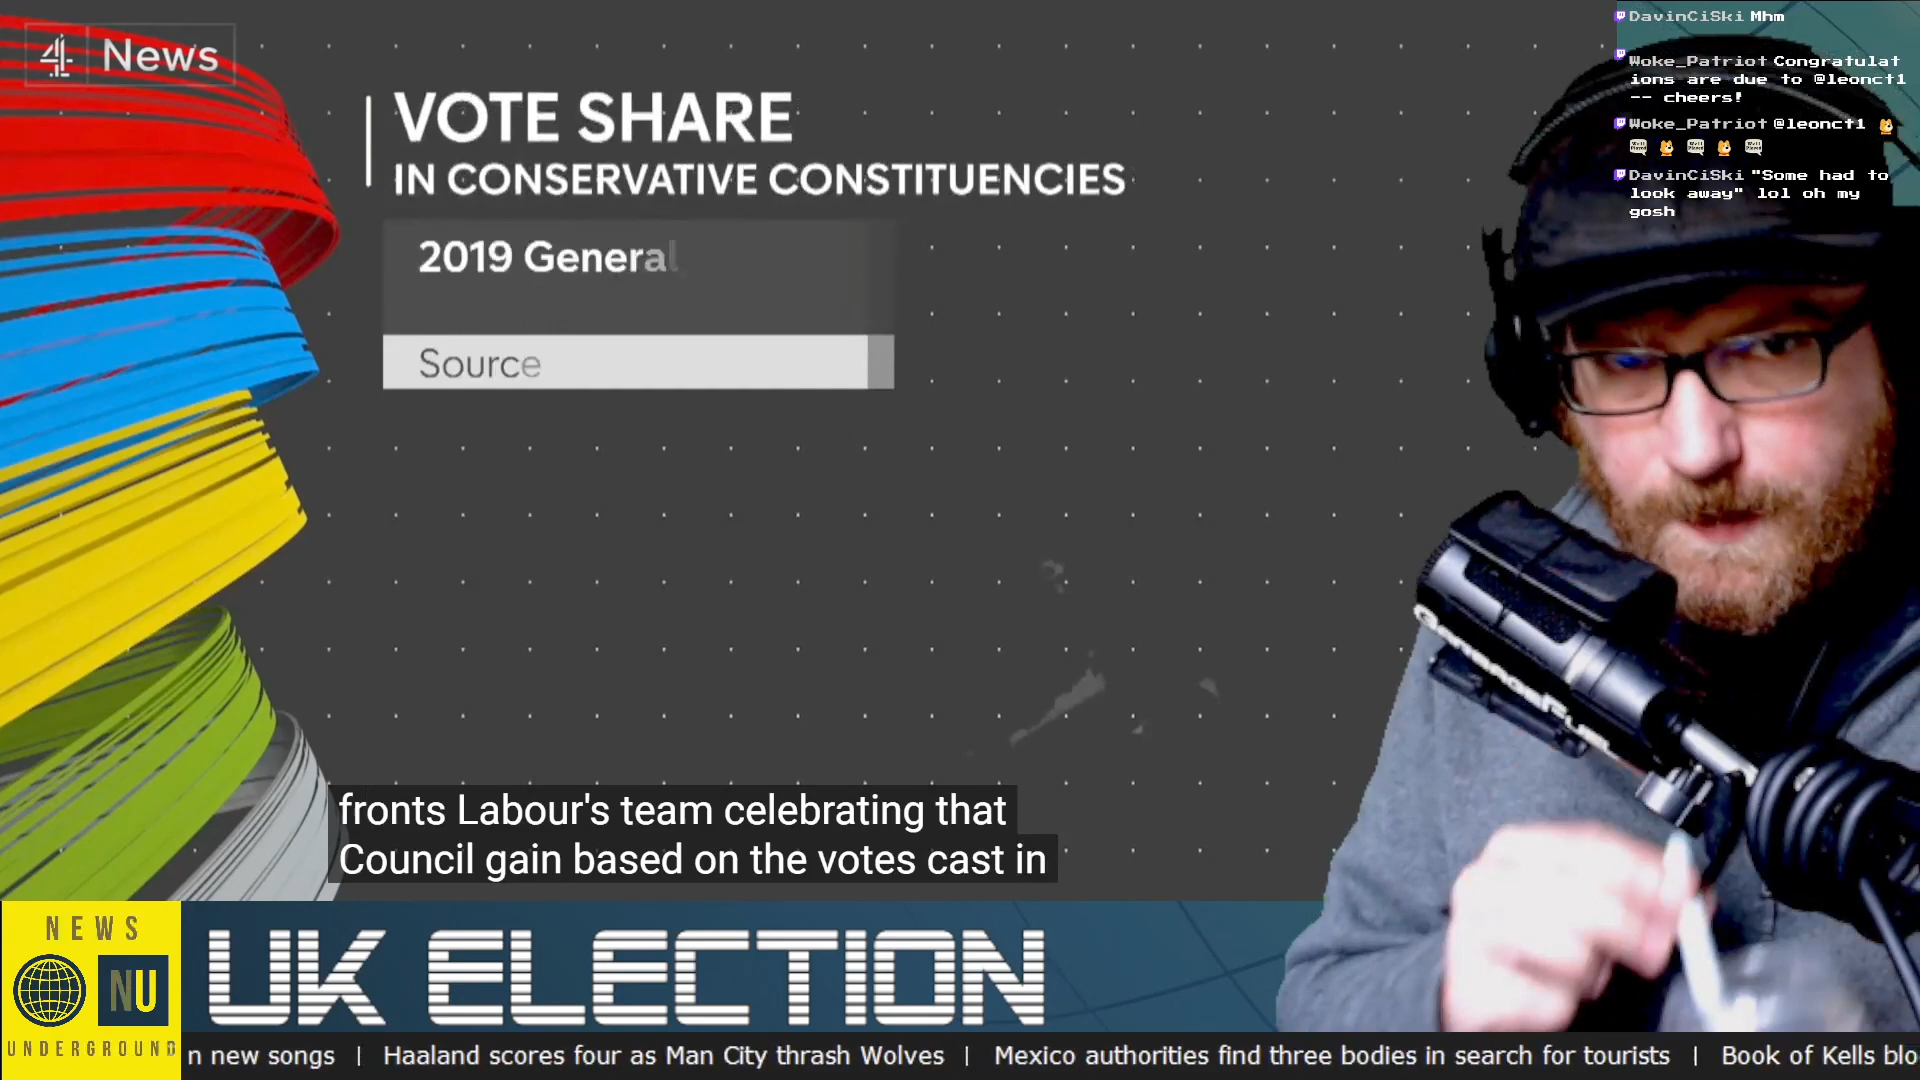 4 News
VOTE SHARE
IN CONSERVATIVE CONSTITUENCIES
2019 General
Source
DavinCiSki Mhm
Woke_Patriot Congratulat
ions are due to @leonct1
-- cheers!
Woke_Patriot @leonct1
DavinCiSki "Some had to
look away" lol oh my
gosh
fronts Labour's team celebrating that
Council gain based on the votes cast in
NEWS
NU
UNDERGROUND
UK ELECTION
n new songs | Haaland scores four as Man City thrash Wolves | Mexico authorities find three bodies in search for tourists | Book of Kells blo